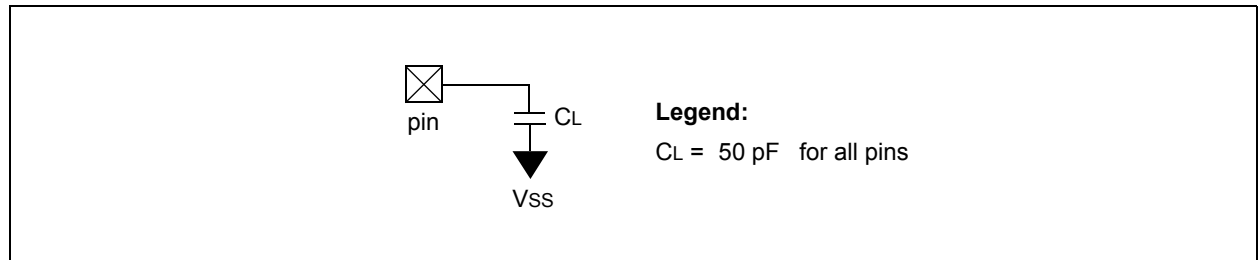 pin
CL
VSS
Legend:
CL = 50 pF for all pins